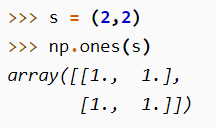 >>> s = (2,2)
>>> np.ones(s)
array([[1.,  1.],
       [1.,  1.]])